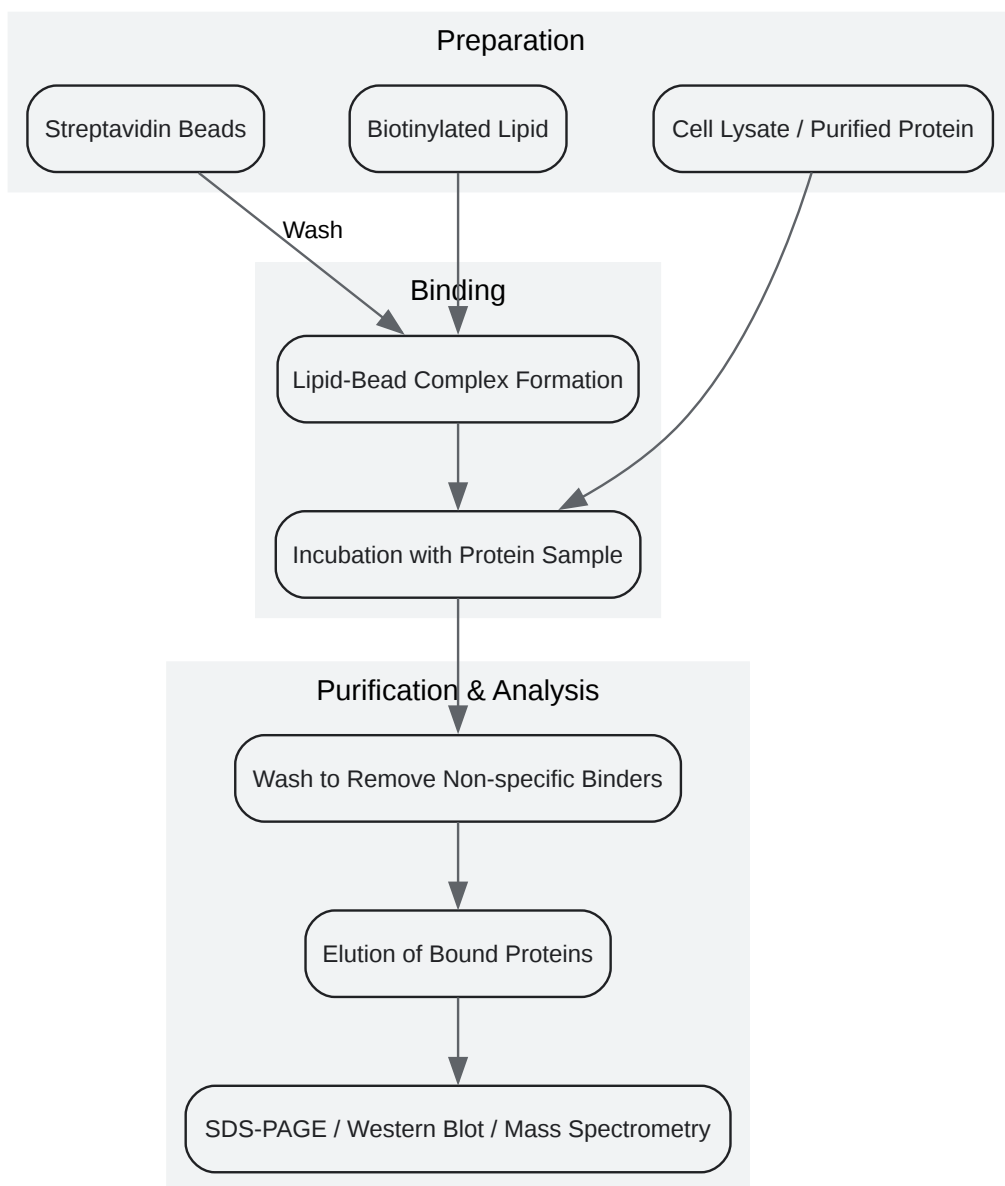 Preparation
Streptavidin Beads
Biotinylated Lipid
Cell Lysate / Purified Protein
Wash
Binding
Lipid-Bead Complex Formation
Incubation with Protein Sample
Purification & Analysis
Wash to Remove Non-specific Binders
Elution of Bound Proteins
SDS-PAGE / Western Blot / Mass Spectrometry